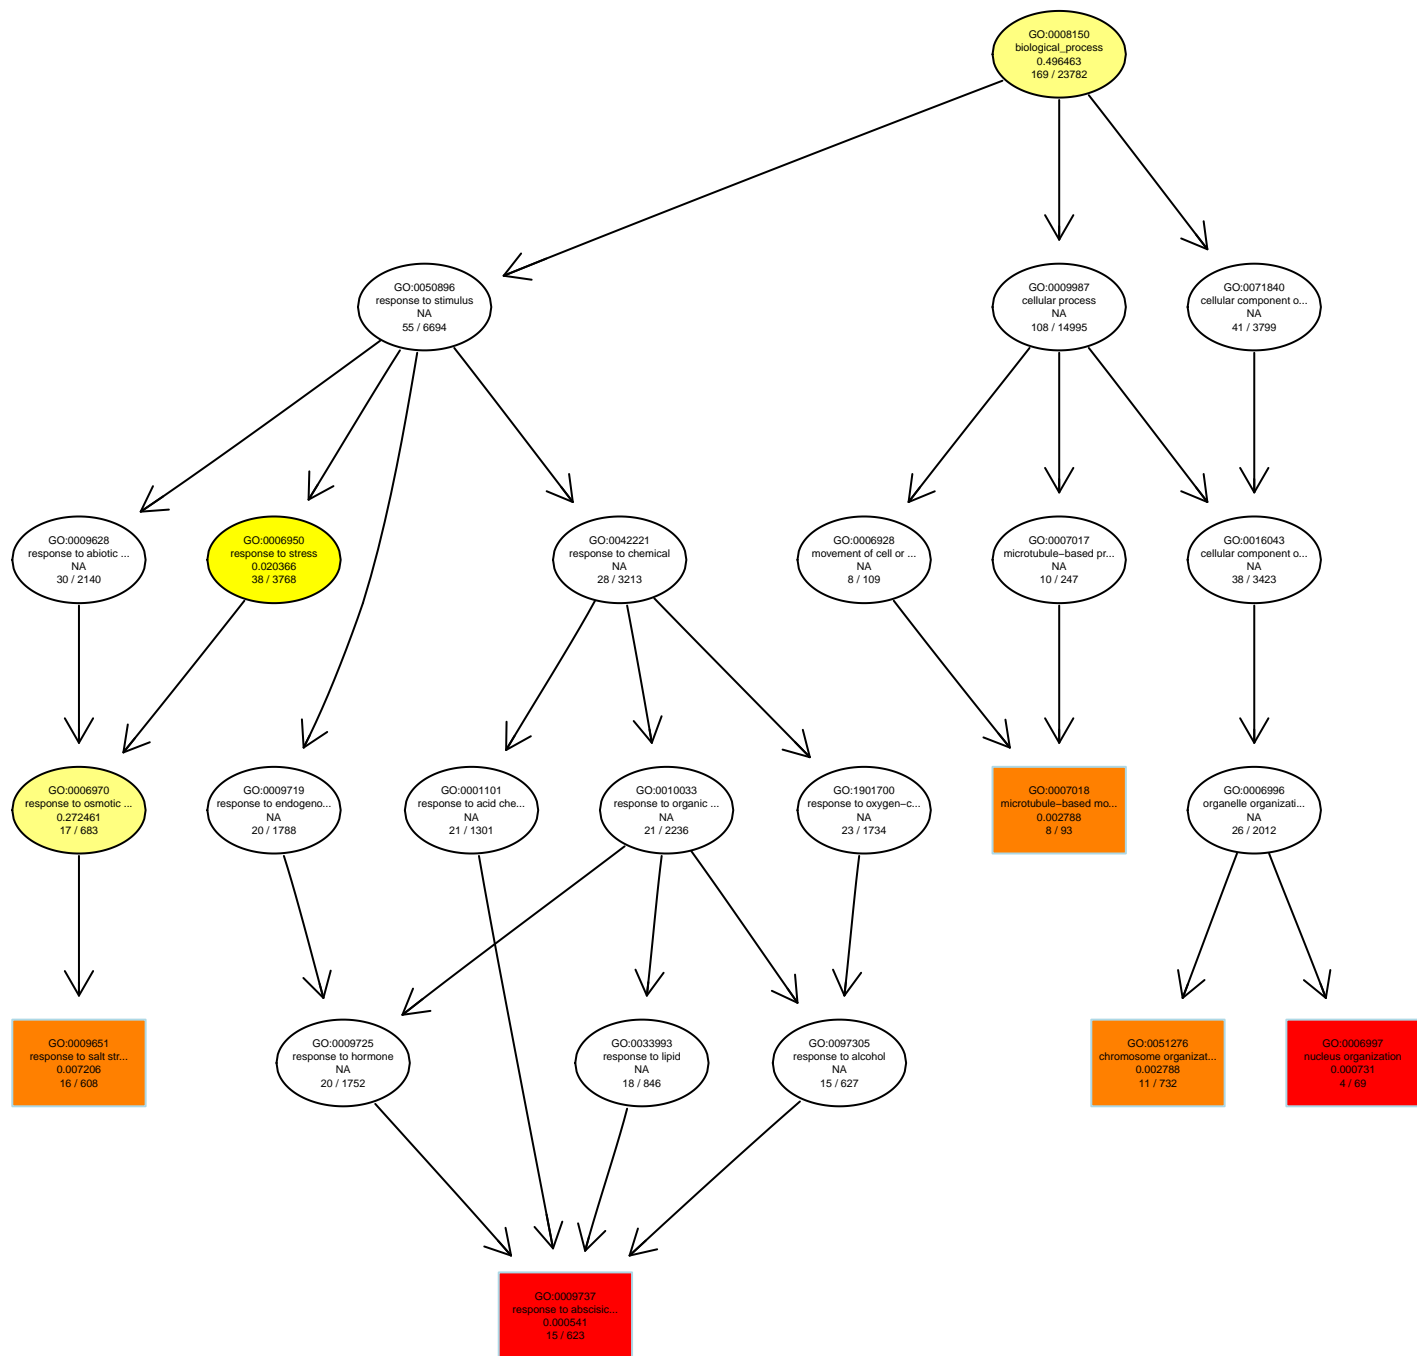 GO:0008150
biological_process
0.496463
169 / 23782
GO:0050896
response to stimulus
NA
55 / 6694
GO:0009987
cellular process
NA
108 / 14995
GO:0071840
cellular component o...
NA
41 / 3799
GO:0009628
response to abiotic ...
NA
30 / 2140
GO:0006950
response to stress
0.020366
38 / 3768
GO:0042221
response to chemical
NA
28 / 3213
GO:0006928
movement of cell or ...
NA
8 / 109
GO:0007017
microtubule−based pr...
NA
10 / 247
GO:0016043
cellular component o...
NA
38 / 3423
GO:0006970
response to osmotic ...
0.272461
17 / 683
GO:0009719
response to endogeno...
NA
20 / 1788
GO:0001101
response to acid che...
NA
21 / 1301
GO:0010033
response to organic ...
NA
21 / 2236
GO:1901700
response to oxygen−c...
NA
23 / 1734
GO:0007018
microtubule−based mo...
0.002788
8 / 93
GO:0006996
organelle organizati...
NA
26 / 2012
GO:0009651
response to salt str...
0.007206
16 / 608
GO:0009725
response to hormone
NA
20 / 1752
GO:0033993
response to lipid
NA
18 / 846
GO:0097305
response to alcohol
NA
15 / 627
GO:0051276
chromosome organizat...
0.002788
11 / 732
GO:0006997
nucleus organization
0.000731
4 / 69
GO:0009737
response to abscisic...
0.000541
15 / 623